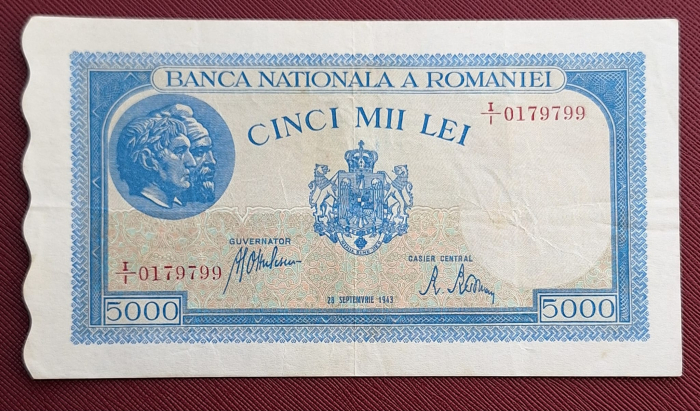 BANCA NATIONALA A ROMANIEI
CINCI MII LEI
I/1 0179799
GUVERNATOR
CASIER CENTRAL
I/1 0179799
28 SEPTEMVRIE 1943
5000
5000